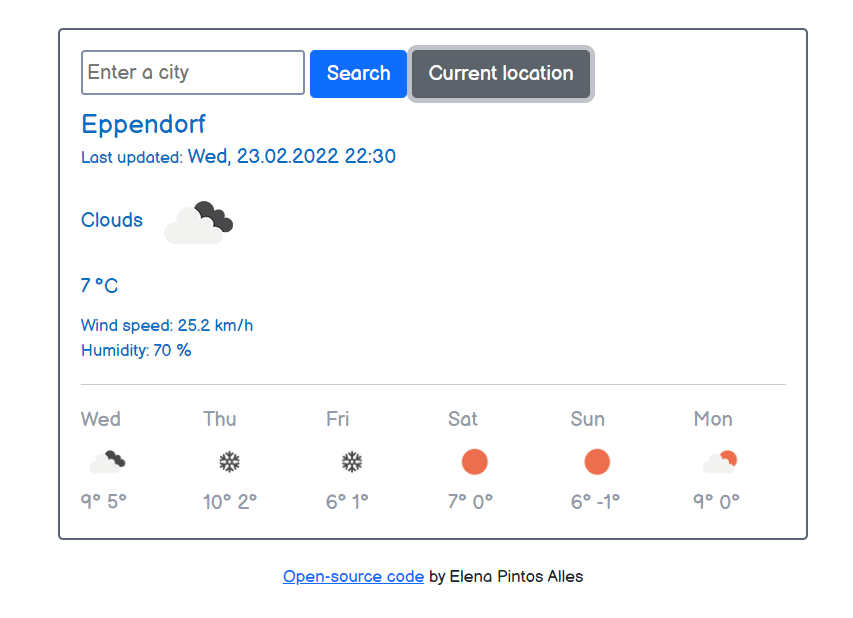 Enter a city Search Current location
Eppendorf
Last updated: Wed, 23.02.2022 22:30
Clouds
7 °C
Wind speed: 25.2 km/h
Humidity: 70 %
Wed Thu Fri Sat Sun Mon
9° 5° 10° 2° 6° 1° 7° 0° 6° -1° 9° 0°
Open-source code by Elena Pintos Alles